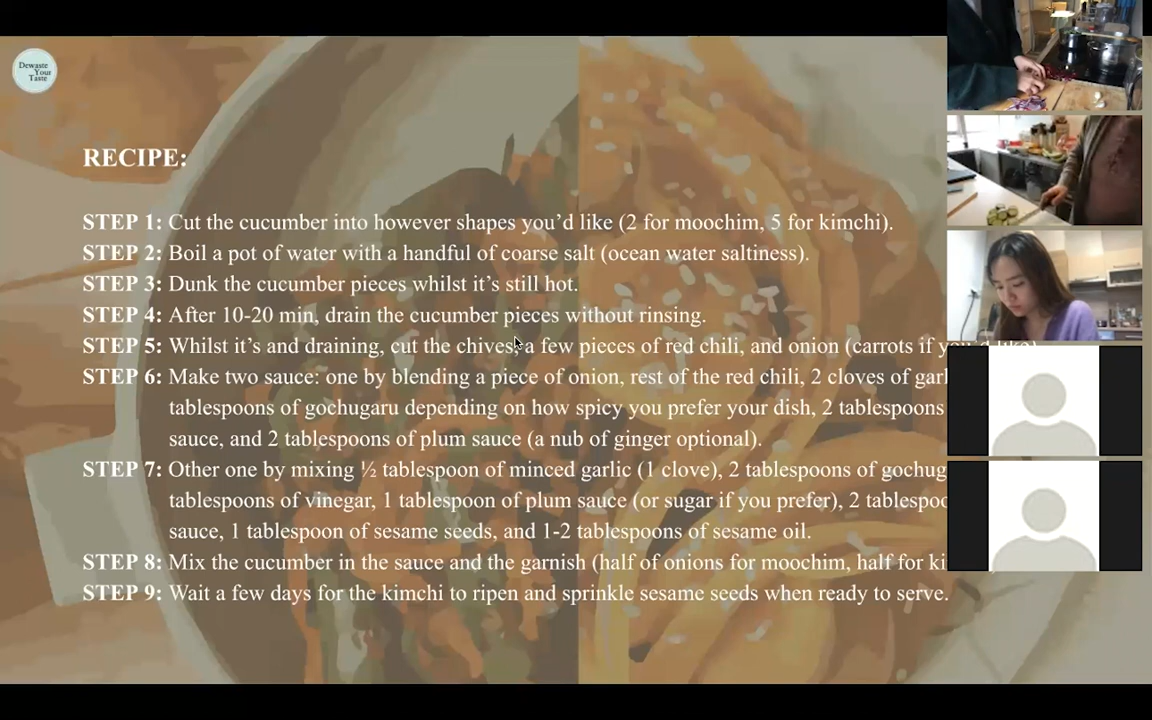 Dewaste
Your
Taste
RECIPE:
STEP 1: Cut the cucumber into however shapes you'd like (2 for moochim, 5 for kimchi).
STEP 2: Boil a pot of water with a handful of coarse salt (ocean water saltiness).
STEP 3: Dunk the cucumber pieces whilst it's still hot.
STEP 4: After 10-20 min, drain the cucumber pieces without rinsing.
STEP 5: Whilst it's and draining, cut the chives, a few pieces of red chili, and onion (carrots if you'd like)
STEP 6: Make two sauce: one by blending a piece of onion, rest of the red chili, 2 cloves of
tablespoons of gochugaru depending on how spicy you prefer your dish, 2 tablespoons
sauce, and 2 tablespoons of plum sauce (a nub of ginger optional).
STEP 7: Other one by mixing ½ tablespoon of minced garlic (1 clove), 2 tablespoons of
tablespoons of vinegar, 1 tablespoon of plum sauce (or sugar if you prefer), 2
sauce, 1 tablespoon of sesame seeds, and 1-2 tablespoons of sesame oil.
STEP 8: Mix the cucumber in the sauce and the garnish (half of onions for moochim, half for
STEP 9: Wait a few days for the kimchi to ripen and sprinkle sesame seeds when ready to serve.